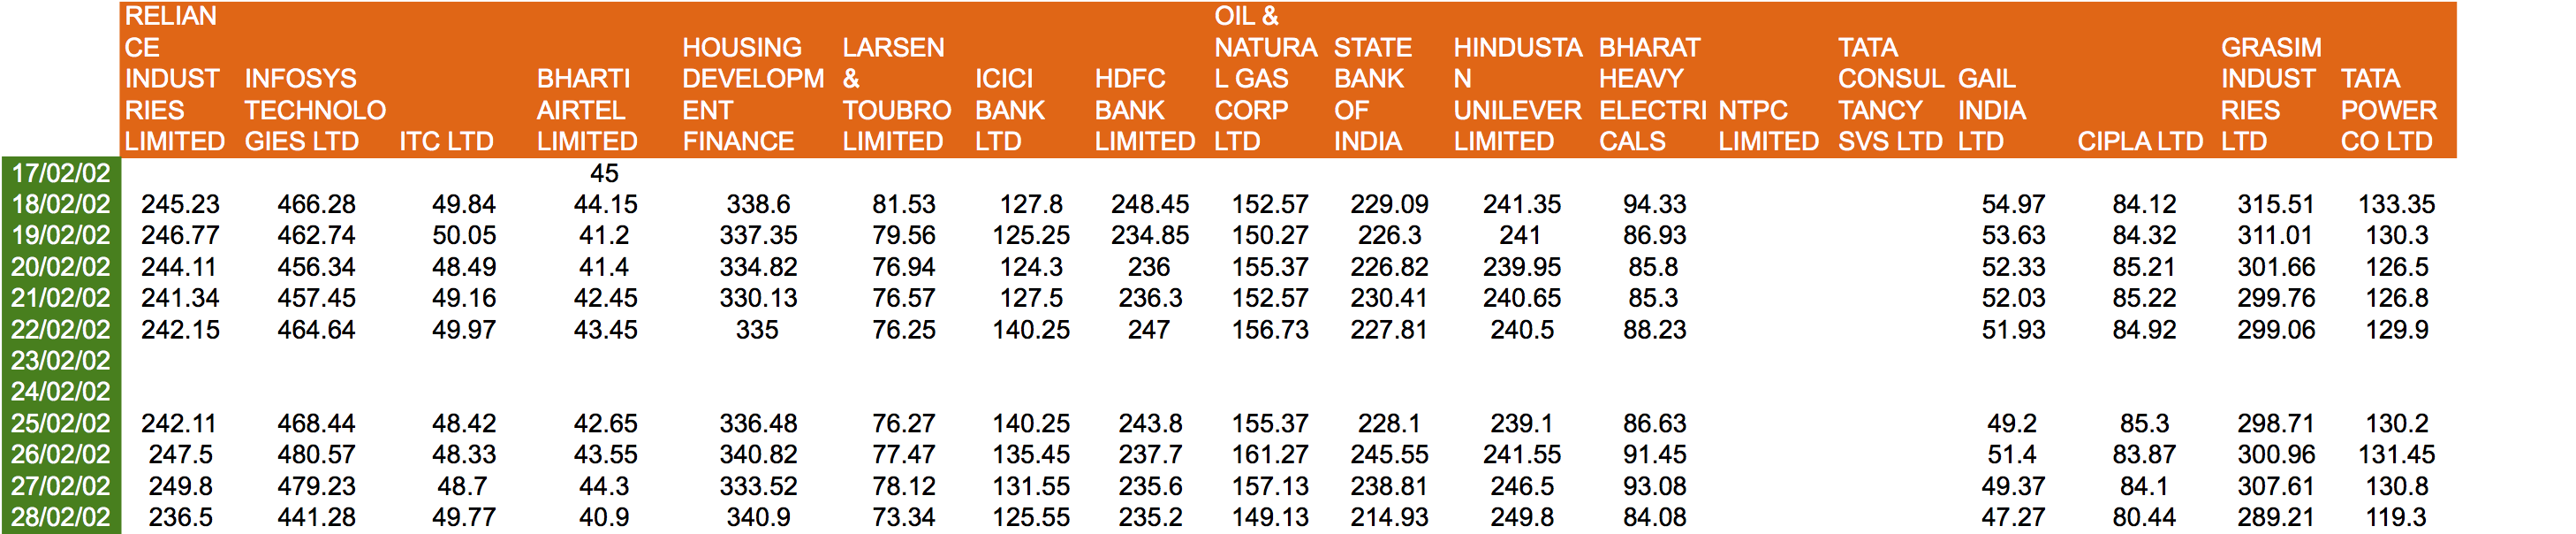 RELIAN
CE
INDUST
RIES
LIMITED
INFOSYS
TECHNOLO
GIES LTD
ITC LTD
BHARTI
AIRTEL
LIMITED
HOUSING
DEVELOPM
ENT
FINANCE
LARSEN
&
TOUBRO
LIMITED
ICICI
BANK
LTD
HDFC
BANK
LIMITED
OIL &
NATURA
L GAS
CORP
LTD
STATE
BANK
OF
INDIA
HINDUSTA
N
UNILEVER
LIMITED
BHARAT
HEAVY
ELECTRI
CALS
NTPC
LIMITED
TATA
CONSUL
TANCY
SVS LTD
GAIL
INDIA
LTD
CIPLA LTD
GRASIM
INDUST
RIES
LTD
TATA
POWER
CO LTD
17/02/02 45
18/02/02 245.23 466.28 49.84 44.15 338.6 81.53 127.8 248.45 152.57 229.09 241.35 94.33 54.97 84.12 315.51 133.35
19/02/02 246.77 462.74 50.05 41.2 337.35 79.56 125.25 234.85 150.27 226.3 241 86.93 53.63 84.32 311.01 130.3
20/02/02 244.11 456.34 48.49 41.4 334.82 76.94 124.3 236 155.37 226.82 239.95 85.8 52.33 85.21 301.66 126.5
21/02/02 241.34 457.45 49.16 42.45 330.13 76.57 127.5 236.3 152.57 230.41 240.65 85.3 52.03 85.22 299.76 126.8
22/02/02 242.15 464.64 49.97 43.45 335 76.25 140.25 247 156.73 227.81 240.5 88.23 51.93 84.92 299.06 129.9
23/02/02
24/02/02
25/02/02 242.11 468.44 48.42 42.65 336.48 76.27 140.25 243.8 155.37 228.1 239.1 86.63 49.2 85.3 298.71 130.2
26/02/02 247.5 480.57 48.33 43.55 340.82 77.47 135.45 237.7 161.27 245.55 241.55 91.45 51.4 83.87 300.96 131.45
27/02/02 249.8 479.23 48.7 44.3 333.52 78.12 131.55 235.6 157.13 238.81 246.5 93.08 49.37 84.1 307.61 130.8
28/02/02 236.5 441.28 49.77 40.9 340.9 73.34 125.55 235.2 149.13 214.93 249.8 84.08 47.27 80.44 289.21 119.3